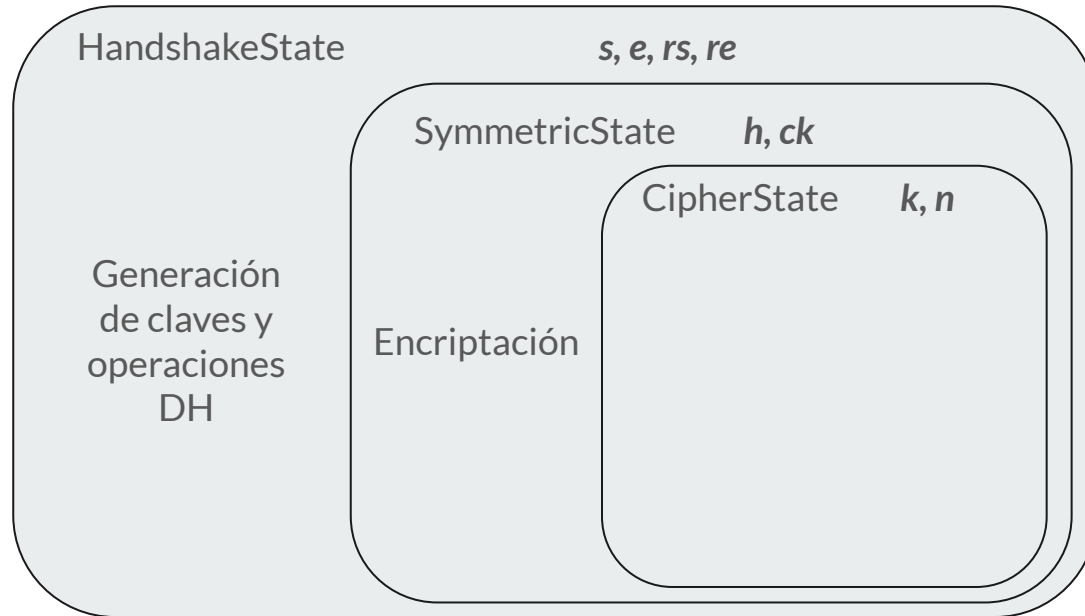 HandshakeState s, e, rs, re
SymmetricState h, ck
CipherState k, n
Generación
de claves y
operaciones
DH
Encriptación